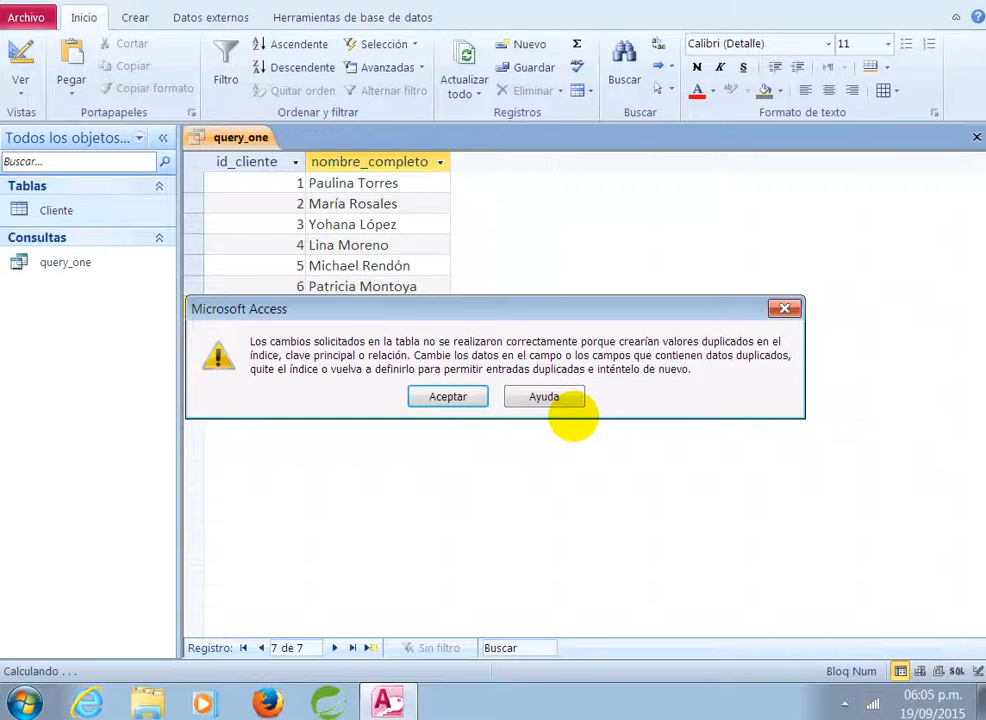 Archivo Inicio Crear Datos externos Herramientas de base de datos
Ver
Vistas
Pegar
Cortar
Copiar
Copiar formato
Portapapeles
Filtro
Ascendente
Descendente
Quitar orden
Selección
Avanzadas
Alternar filtro
Ordenar y filtrar
Actualizar
todo
Nuevo
Guardar
Eliminar
Registros
Buscar
Buscar
Calibri (Detalle) 11
N K S
A
Formato de texto
Todos los objetos...
Buscar...
Tablas
Cliente
Consultas
query_one
query_one
id_cliente nombre_completo
1 Paulina Torres
2 María Rosales
3 Yohana López
4 Lina Moreno
5 Michael Rendón
6 Patricia Montoya
Microsoft Access
Los cambios solicitados en la tabla no se realizaron correctamente porque crearían valores duplicados en el
índice, clave principal o relación. Cambie los datos en el campo o los campos que contienen datos duplicados,
quite el índice o vuelva a definirlo para permitir entradas duplicadas e inténtelo de nuevo.
Aceptar Ayuda
Registro: 7 de 7 Sin filtro Buscar
Calculando . . . Bloq Num SQL
06:05 p.m.
19/09/2015